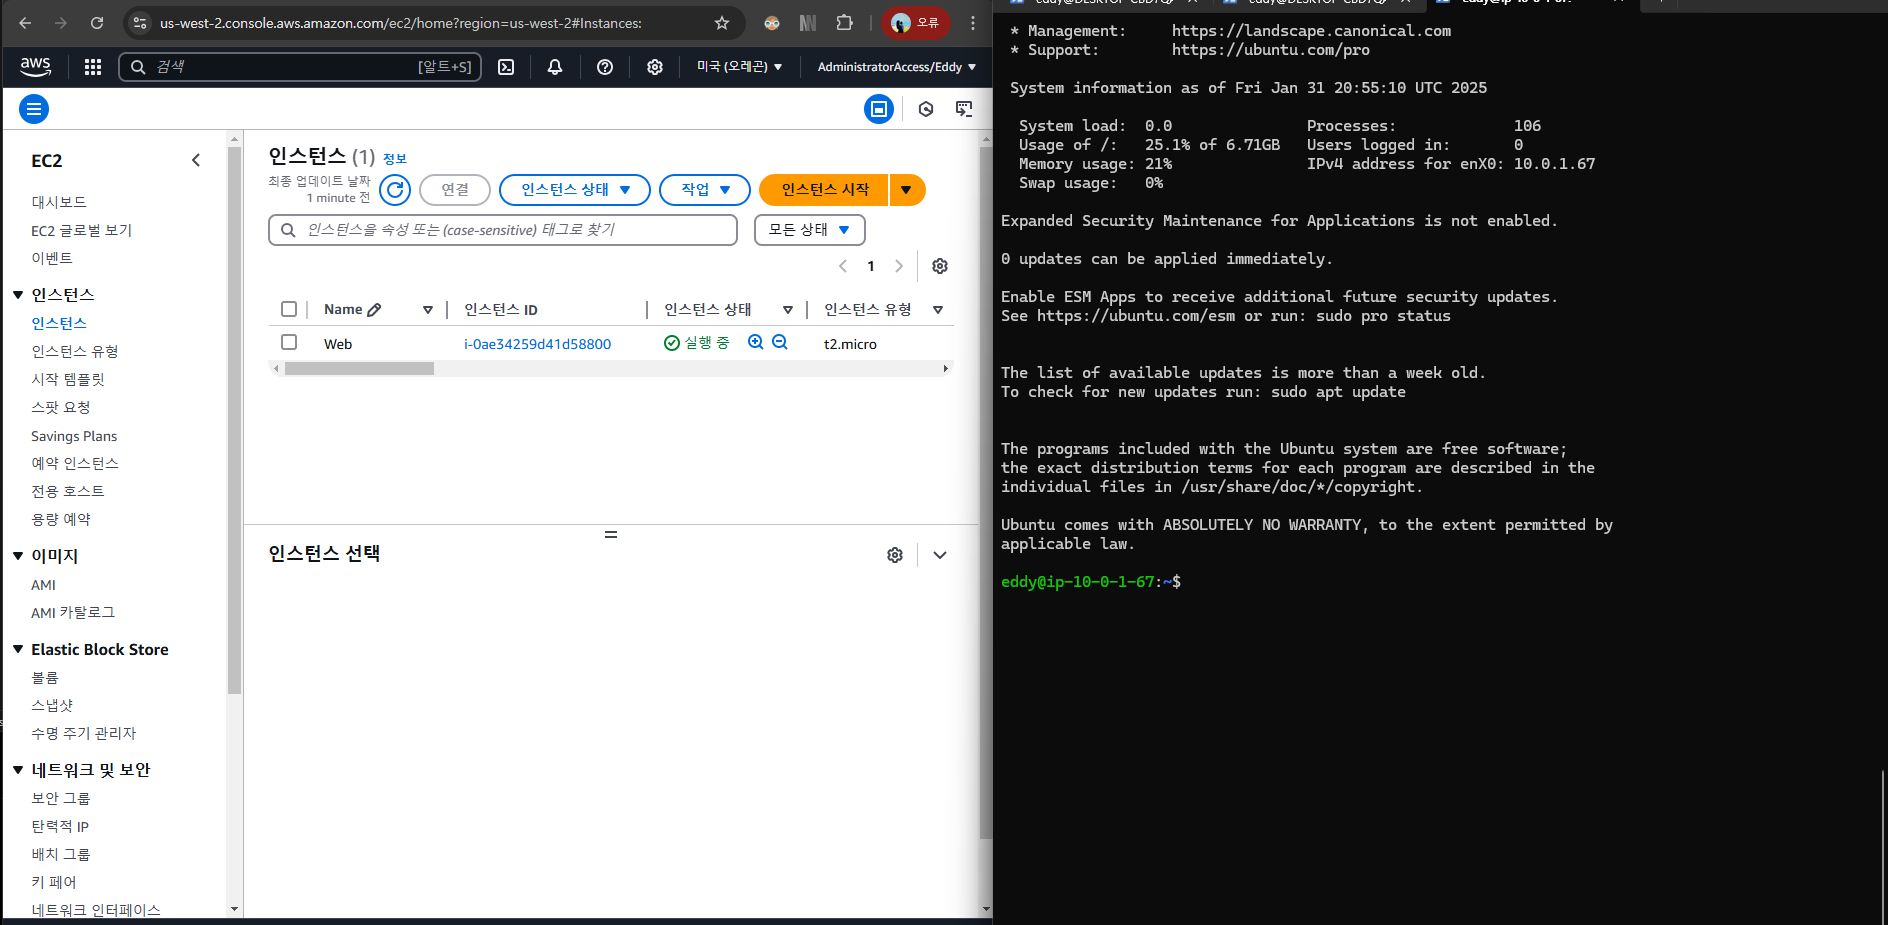 us-west-2.console.aws.amazon.com/ec2/home?region=us-west-2#Instances:
오류
aws
검색
[알트+S]
미국 (오레곤)
AdministratorAccess/Eddy
EC2
대시보드
EC2 글로벌 보기
이벤트
인스턴스
인스턴스
인스턴스 유형
시작 템플릿
스팟 요청
Savings Plans
예약 인스턴스
전용 호스트
용량 예약
이미지
AMI
AMI 카탈로그
Elastic Block Store
볼륨
스냅샷
수명 주기 관리자
네트워크 및 보안
보안 그룹
탄력적 IP
배치 그룹
키 페어
네트워크 인터페이스
인스턴스 (1) 정보
최종 업데이트 날짜
1 minute 전
연결
인스턴스 상태
작업
인스턴스 시작
인스턴스을 속성 또는 (case-sensitive) 태그로 찾기
모든 상태
1
Name
인스턴스 ID
인스턴스 상태
인스턴스 유형
Web
i-0ae34259d41d58800
실행 중
t2.micro
인스턴스 선택
* Management: https://landscape.canonical.com
* Support: https://ubuntu.com/pro
System information as of Fri Jan 31 20:55:10 UTC 2025
System load: 0.0 Processes: 106
Usage of /: 25.1% of 6.71GB Users logged in: 0
Memory usage: 21% IPv4 address for enX0: 10.0.1.67
Swap usage: 0%
Expanded Security Maintenance for Applications is not enabled.
0 updates can be applied immediately.
Enable ESM Apps to receive additional future security updates.
See https://ubuntu.com/esm or run: sudo pro status
The list of available updates is more than a week old.
To check for new updates run: sudo apt update
The programs included with the Ubuntu system are free software;
the exact distribution terms for each program are described in the
individual files in /usr/share/doc/*/copyright.
Ubuntu comes with ABSOLUTELY NO WARRANTY, to the extent permitted by
applicable law.
eddy@ip-10-0-1-67:~$